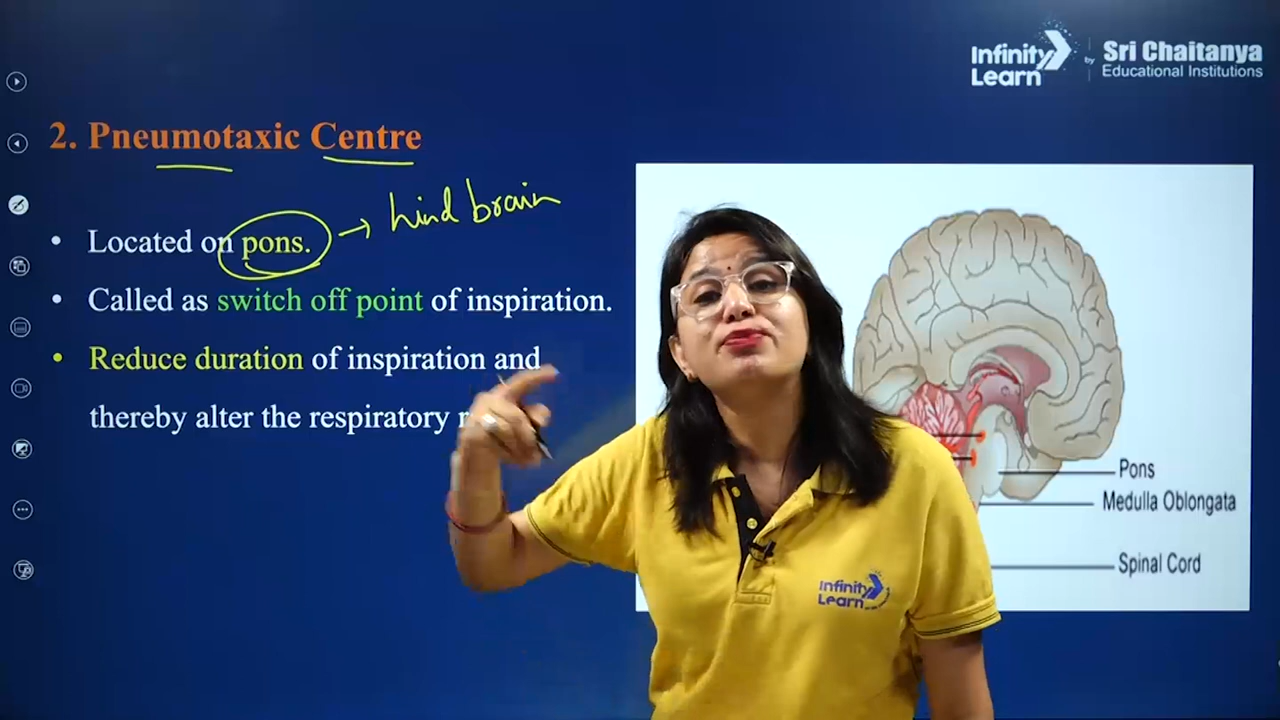 Infinity Learn
by
Sri Chaitanya
Educational Institutions
2. Pneumotaxic Centre
• Located on pons. → hind brain
• Called as switch off point of inspiration.
• Reduce duration of inspiration and
thereby alter the respiratory
Pons
Medulla Oblongata
Spinal Cord
Infinity
Learn